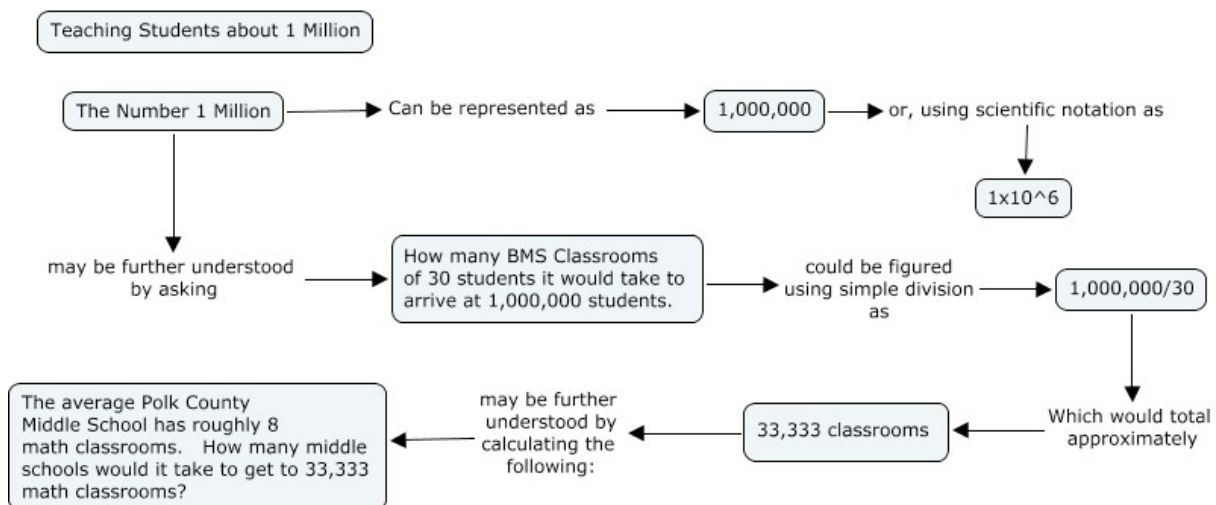 Teaching Students about 1 Million
The Number 1 Million
Can be represented as
1,000,000
or, using scientific notation as
1x10^6
may be further understood
by asking
How many BMS Classrooms
of 30 students it would take to
arrive at 1,000,000 students.
could be figured
using simple division
as
1,000,000/30
Which would total
approximately
33,333 classrooms
may be further
understood by
calculating the
following:
The average Polk County
Middle School has roughly 8
math classrooms.   How many middle
schools would it take to get to 33,333
math classrooms?